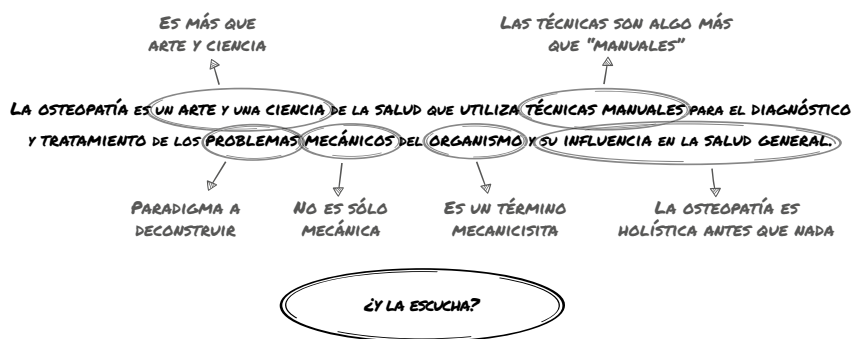 Es más que
arte y ciencia
Las técnicas son algo más
que "manuales"
La osteopatía es un arte y una ciencia de la salud que utiliza técnicas manuales para el diagnóstico
y tratamiento de los problemas mecánicos del organismo y su influencia en la salud general.
Paradigma a
deconstruir
No es sólo
mecánica
Es un término
mecanicisita
La osteopatía es
holística antes que nada
¿y la escucha?